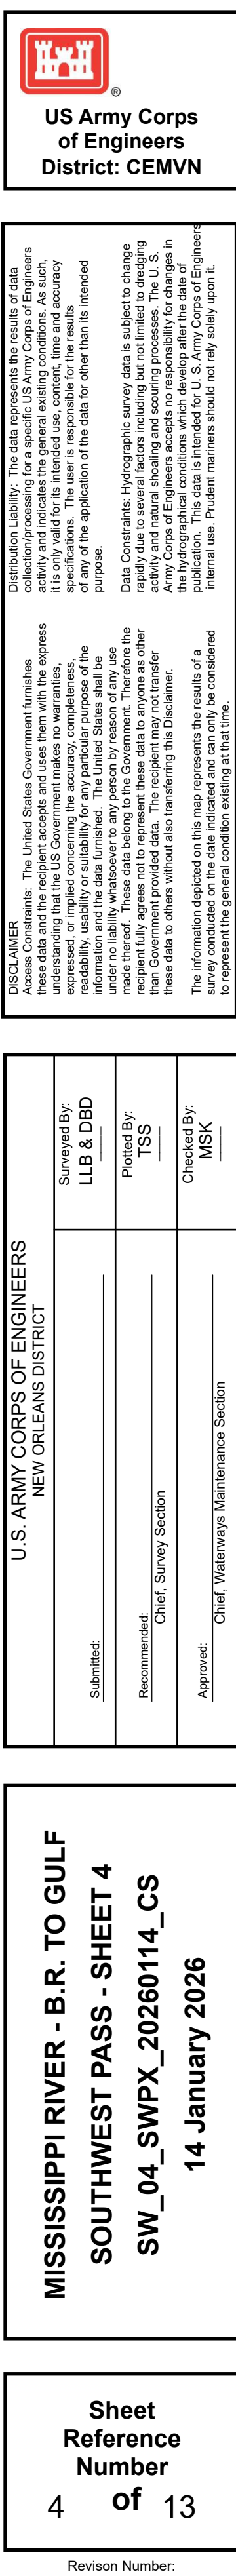 ®
US Army Corps
of Engineers
District: CEMVN
DISCLAIMER
Access Constraints: The United States Government furnishes
these data and the recipient accepts and uses them with the express
understanding that the US Government makes no warranties,
expressed, or implied concerning the accuracy, completeness,
readability, usability or suitability for any particular purpose of the
information and the data furnished. The United States shall be
under no liability whatsoever to any person by reason of any use
made thereof. These data belong to the Government. Therefore the
recipient fully agrees not to represent these data to anyone as other
than Government provided data. The recipient may not transfer
these data to others without also transferring this Disclaimer.
The information depicted on this map represents the results of a
survey conducted on the date indicated and can only be considered
to represent the general condition existing at that time.
Distribution Liability: The data represents the results of data
collection/processing for a specific US Army Corps of Engineers
activity and indicates the general existing conditions. As such,
it is only valid for its intended use, content, time and accuracy
specifications. The user is responsible for the results
of any of the application of the data for other than its intended
purpose.
Data Constraints: Hydrographic survey data is subject to change
rapidly due to several factors including but not limited to dredging
activity and natural shoaling and scouring processes. The U. S.
Army Corps of Engineers accepts no responsibility for changes in
the hydrographical conditions which develop after the date of
publication. This data is intended for U. S. Army Corps of Engineers'
internal use. Prudent mariners should not rely solely upon it.
U.S. ARMY CORPS OF ENGINEERS
NEW ORLEANS DISTRICT
Submitted:
Surveyed By:
LLB & DBD
Recommended:
Chief, Survey Section
Plotted By:
TSS
Approved:
Chief, Waterways Maintenance Section
Checked By:
MSK
MISSISSIPPI RIVER - B.R. TO GULF
SOUTHWEST PASS - SHEET 4
SW_04_SWPX_20260114_CS
14 January 2026
Sheet
Reference
Number
4 of 13
Revison Number: